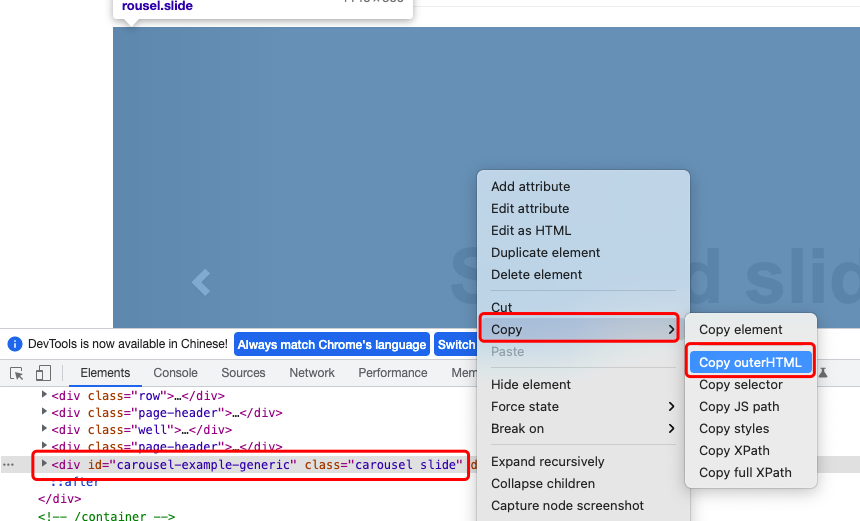 rousel.slide
Second slid
Add attribute
Edit attribute
Edit as HTML
Duplicate element
Delete element
Cut
Copy
Paste
Hide element
Force state
Break on
Expand recursively
Collapse children
Capture node screenshot
Copy element
Copy outerHTML
Copy selector
Copy JS path
Copy styles
Copy XPath
Copy full XPath
DevTools is now available in Chinese!
Always match Chrome's language
Switch
Elements
Console
Sources
Network
Performance
Mem
<div class="row">…</div>
<div class="page-header">…</div>
<div class="well">…</div>
<div class="page-header">…</div>
<div id="carousel-example-generic" class="carousel slide" d
::after
</div>
<!-- /container -->